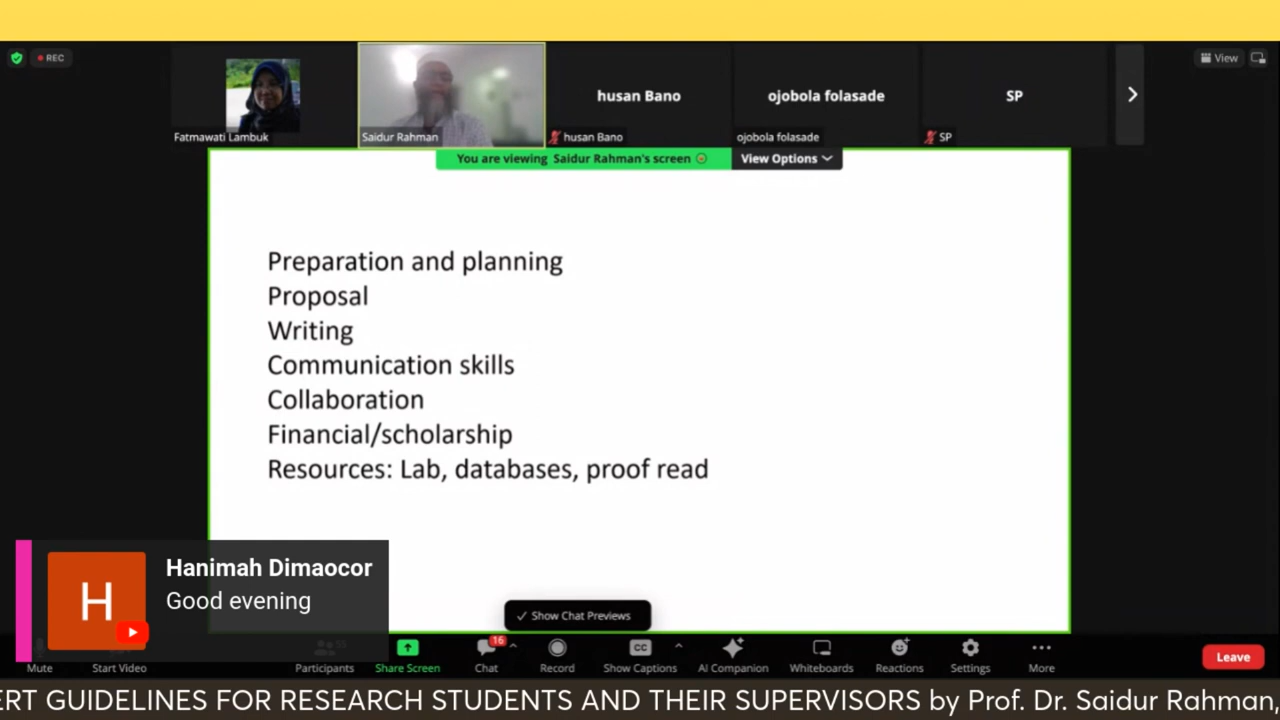 REC
View
husan Bano
ojobola folasade
SP
Fatmawati Lambuk
Saidur Rahman
husan Bano
ojobola folasade
SP
You are viewing Saidur Rahman's screen
View Options
Preparation and planning
Proposal
Writing
Communication skills
Collaboration
Financial/scholarship
Resources: Lab, databases, proof read
H
Hanimah Dimaocor
Good evening
Show Chat Previews
55
16
CC
Mute
Start Video
Participants
Share Screen
Chat
Record
Show Captions
AI Companion
Whiteboards
Reactions
Settings
More
Leave
ERT GUIDELINES FOR RESEARCH STUDENTS AND THEIR SUPERVISORS by Prof. Dr. Saidur Rahman,